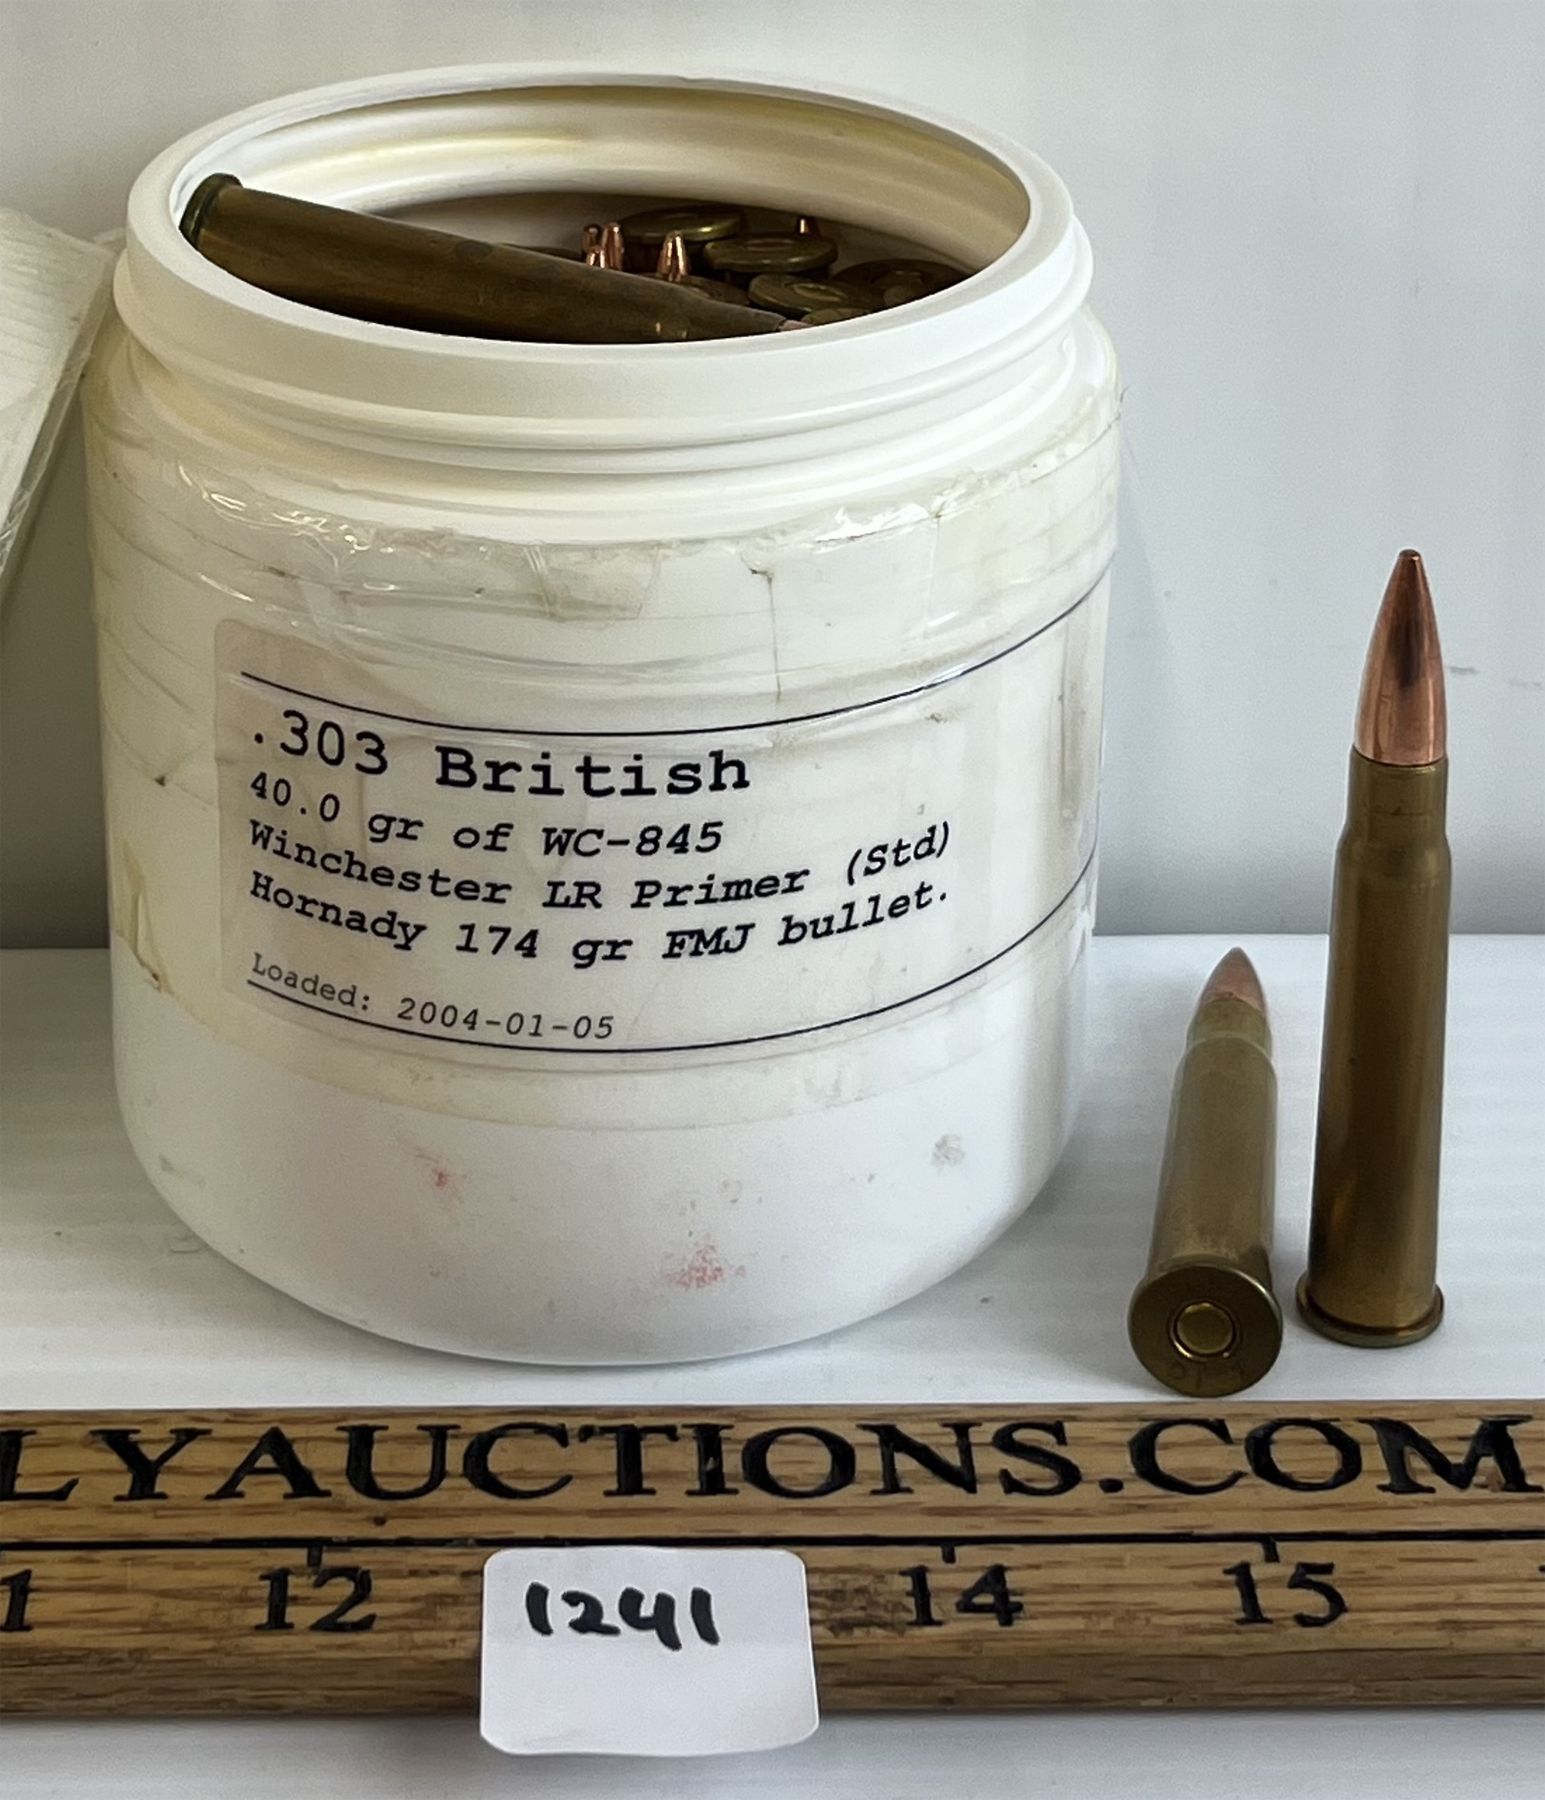 .303 British
40.0 gr of WC-845
Winchester LR Primer (Std)
Hornady 174 gr FMJ bullet.
Loaded: 2004-01-05
LYAUCTIONS.COM
1 12 14 15
1241